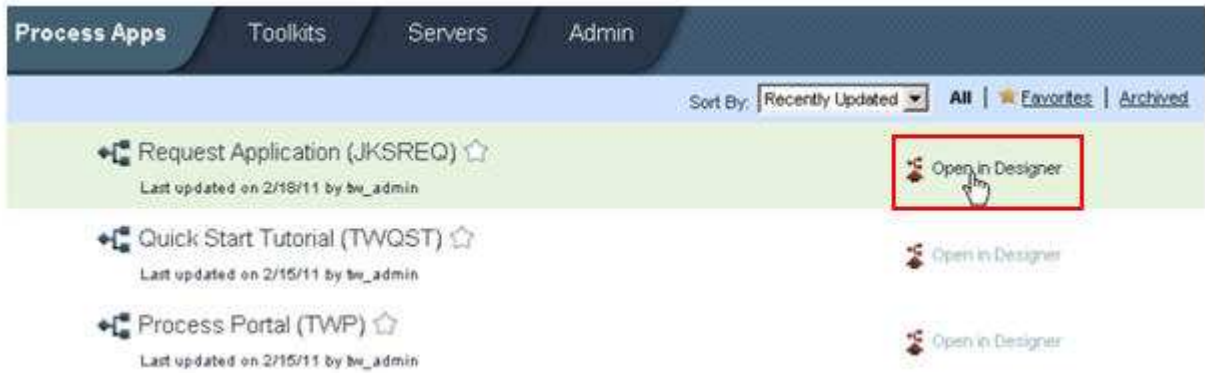 Process Apps Toolkits Servers Admin
Sort By: Recently Updated All | Favorites | Archived
Request Application (JKSREQ) Open in Designer
Last updated on 2/18/11 by tw_admin
Quick Start Tutorial (TWQST) Open in Designer
Last updated on 2/15/11 by tw_admin
Process Portal (TWP) Open in Designer
Last updated on 2/15/11 by tw_admin